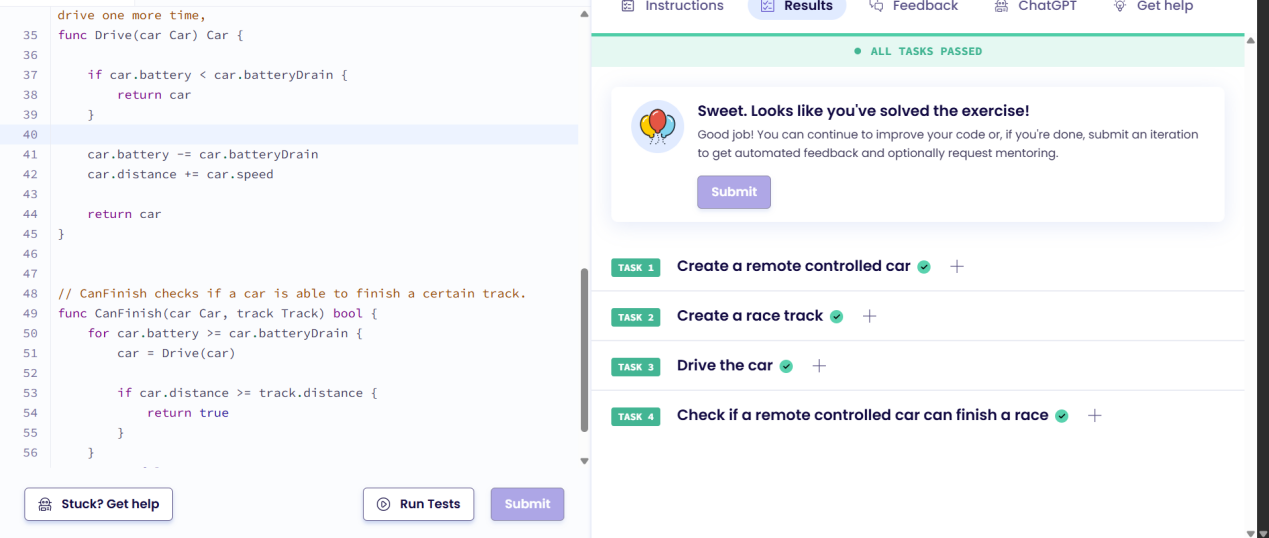 drive one more time,
35 func Drive(car Car) Car {
36
37     if car.battery < car.batteryDrain {
38         return car
39     }
40
41     car.battery -= car.batteryDrain
42     car.distance += car.speed
43
44     return car
45 }
46
47
48 // CanFinish checks if a car is able to finish a certain track.
49 func CanFinish(car Car, track Track) bool {
50     for car.battery >= car.batteryDrain {
51         car = Drive(car)
52
53         if car.distance >= track.distance {
54             return true
55         }
56     }
Stuck? Get help
Run Tests
Submit
Instructions
Results
Feedback
ChatGPT
Get help
ALL TASKS PASSED
Sweet. Looks like you've solved the exercise!
Good job! You can continue to improve your code or, if you're done, submit an iteration
to get automated feedback and optionally request mentoring.
Submit
TASK 1 Create a remote controlled car
TASK 2 Create a race track
TASK 3 Drive the car
TASK 4 Check if a remote controlled car can finish a race